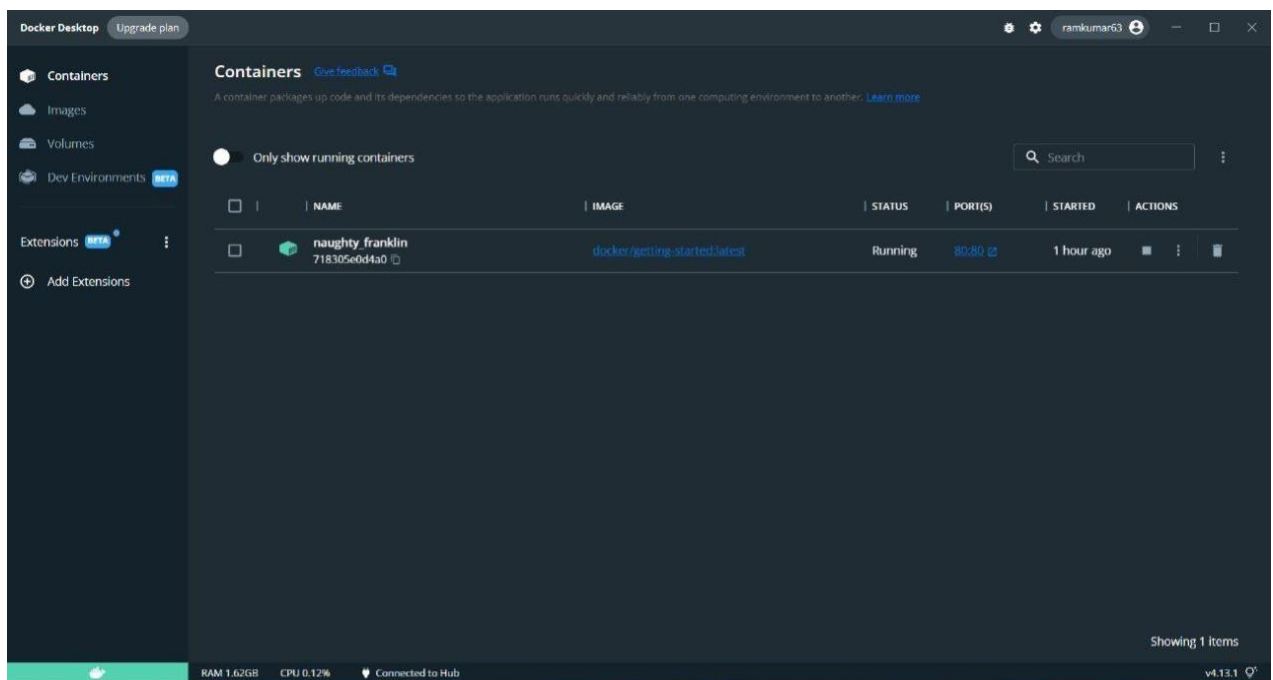 Docker Desktop Upgrade plan ramkumar63
Containers
Images
Volumes
Dev Environments BETA
Extensions BETA
Add Extensions
Containers Give feedback
A container packages up code and its dependencies so the application runs quickly and reliably from one computing environment to another. Learn more
Only show running containers
Search
NAME IMAGE STATUS PORT(S) STARTED ACTIONS
naughty_franklin docker/getting-started:latest Running 80:80 1 hour ago
718305e0d4a0
Showing 1 items
RAM 1.62GB CPU 0.12% Connected to Hub v4.13.1